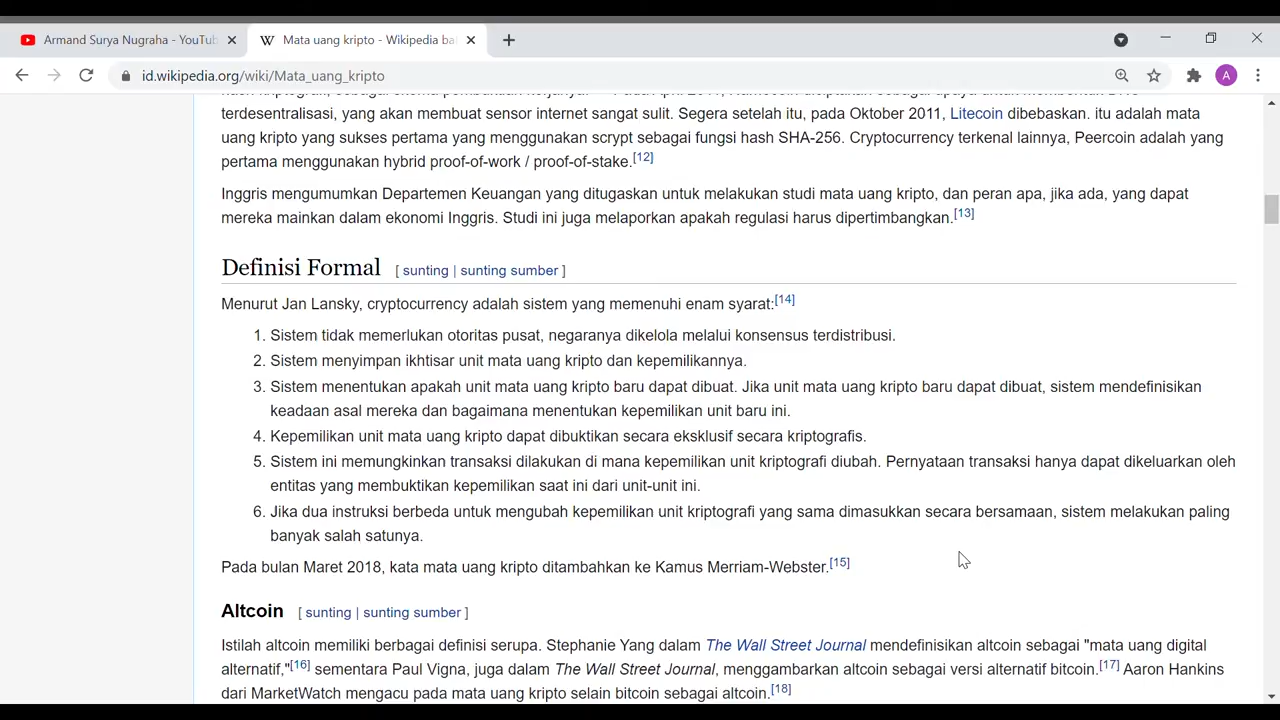 Armand Surya Nugraha - YouTub
Mata uang kripto - Wikipedia ba
id.wikipedia.org/wiki/Mata_uang_kripto
A
terdesentralisasi, yang akan membuat sensor internet sangat sulit. Segera setelah itu, pada Oktober 2011, Litecoin dibebaskan. itu adalah mata
uang kripto yang sukses pertama yang menggunakan scrypt sebagai fungsi hash SHA-256. Cryptocurrency terkenal lainnya, Peercoin adalah yang
pertama menggunakan hybrid proof-of-work / proof-of-stake.[12]
Inggris mengumumkan Departemen Keuangan yang ditugaskan untuk melakukan studi mata uang kripto, dan peran apa, jika ada, yang dapat
mereka mainkan dalam ekonomi Inggris. Studi ini juga melaporkan apakah regulasi harus dipertimbangkan.[13]
Definisi Formal [ sunting | sunting sumber ]
Menurut Jan Lansky, cryptocurrency adalah sistem yang memenuhi enam syarat:[14]
1. Sistem tidak memerlukan otoritas pusat, negaranya dikelola melalui konsensus terdistribusi.
2. Sistem menyimpan ikhtisar unit mata uang kripto dan kepemilikannya.
3. Sistem menentukan apakah unit mata uang kripto baru dapat dibuat. Jika unit mata uang kripto baru dapat dibuat, sistem mendefinisikan
keadaan asal mereka dan bagaimana menentukan kepemilikan unit baru ini.
4. Kepemilikan unit mata uang kripto dapat dibuktikan secara eksklusif secara kriptografis.
5. Sistem ini memungkinkan transaksi dilakukan di mana kepemilikan unit kriptografi diubah. Pernyataan transaksi hanya dapat dikeluarkan oleh
entitas yang membuktikan kepemilikan saat ini dari unit-unit ini.
6. Jika dua instruksi berbeda untuk mengubah kepemilikan unit kriptografi yang sama dimasukkan secara bersamaan, sistem melakukan paling
banyak salah satunya.
Pada bulan Maret 2018, kata mata uang kripto ditambahkan ke Kamus Merriam-Webster.[15]
Altcoin [ sunting | sunting sumber ]
Istilah altcoin memiliki berbagai definisi serupa. Stephanie Yang dalam The Wall Street Journal mendefinisikan altcoin sebagai "mata uang digital
alternatif,"[16] sementara Paul Vigna, juga dalam The Wall Street Journal, menggambarkan altcoin sebagai versi alternatif bitcoin.[17] Aaron Hankins
dari MarketWatch mengacu pada mata uang kripto selain bitcoin sebagai altcoin.[18]